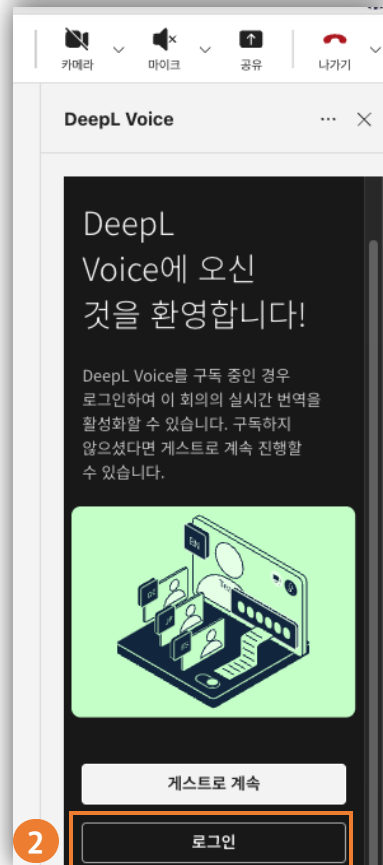 카메라
마이크
공유
나가기
DeepL Voice
DeepL
Voice에 오신
것을 환영합니다!
DeepL Voice를 구독 중인 경우
로그인하여 이 회의의 실시간 번역을
활성화할 수 있습니다. 구독하지
않으셨다면 게스트로 계속 진행할
수 있습니다.
EN
게스트로 계속
2
로그인